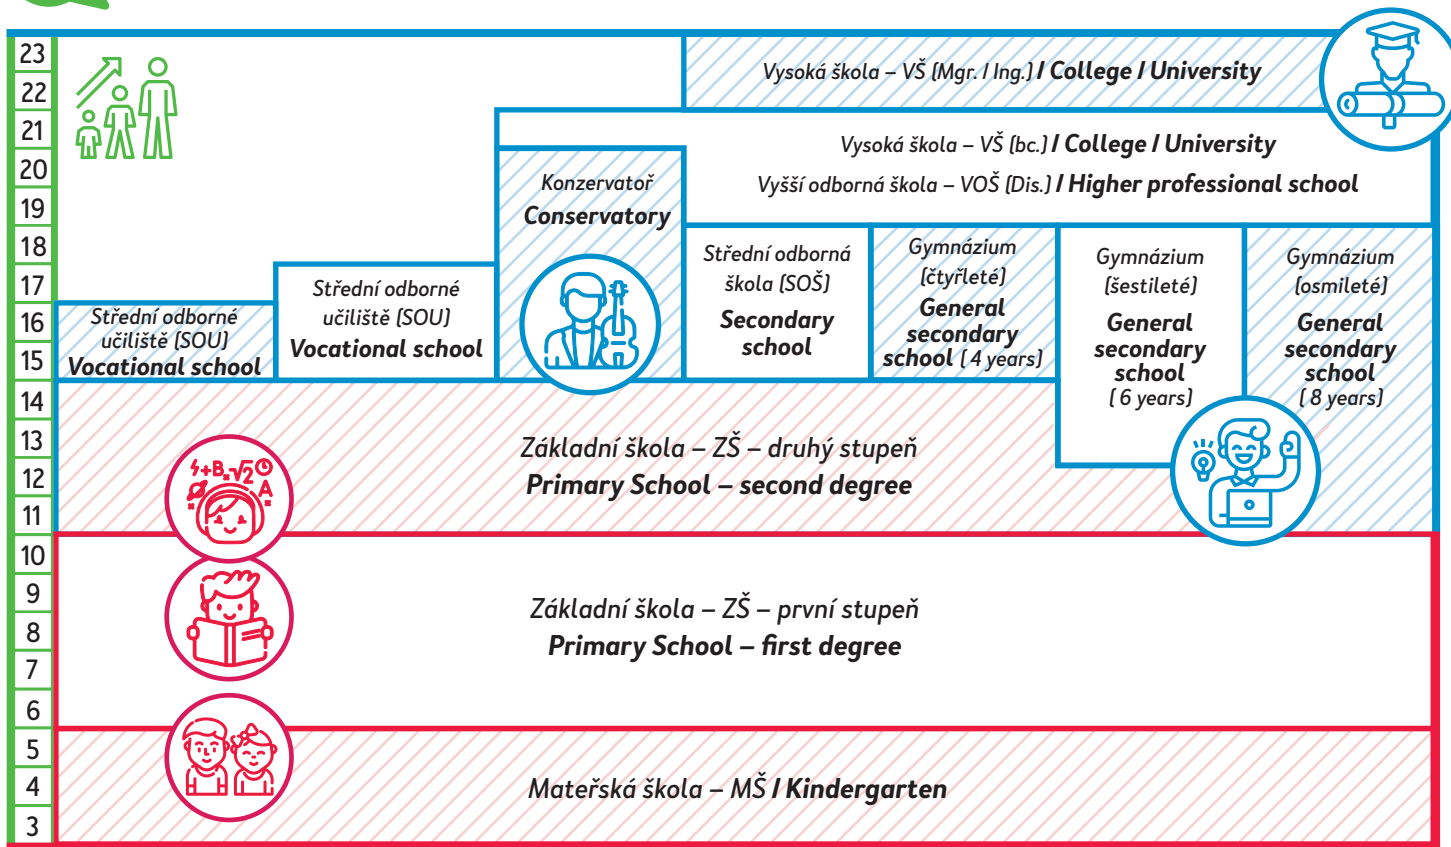 23
22
21
20
19
18
17
16
15
14
13
12
11
10
9
8
7
6
5
4
3
Vysoká škola – VŠ (Mgr. / Ing.) / College / University
Vysoká škola – VŠ (bc.) / College / University
Vyšší odborná škola – VOŠ (Dis.) / Higher professional school
Konzervatoř
Conservatory
Střední odborné
učiliště (SOU)
Vocational school
Střední odborné
učiliště (SOU)
Vocational school
Střední odborná
škola (SOŠ)
Secondary
school
Gymnázium
(čtyřleté)
General
secondary
school ( 4 years)
Gymnázium
(šestileté)
General
secondary
school
( 6 years)
Gymnázium
(osmileté)
General
secondary
school
( 8 years)
Základní škola – ZŠ – druhý stupeň
Primary School – second degree
+B √2
A
Základní škola – ZŠ – první stupeň
Primary School – first degree
Mateřská škola – MŠ / Kindergarten